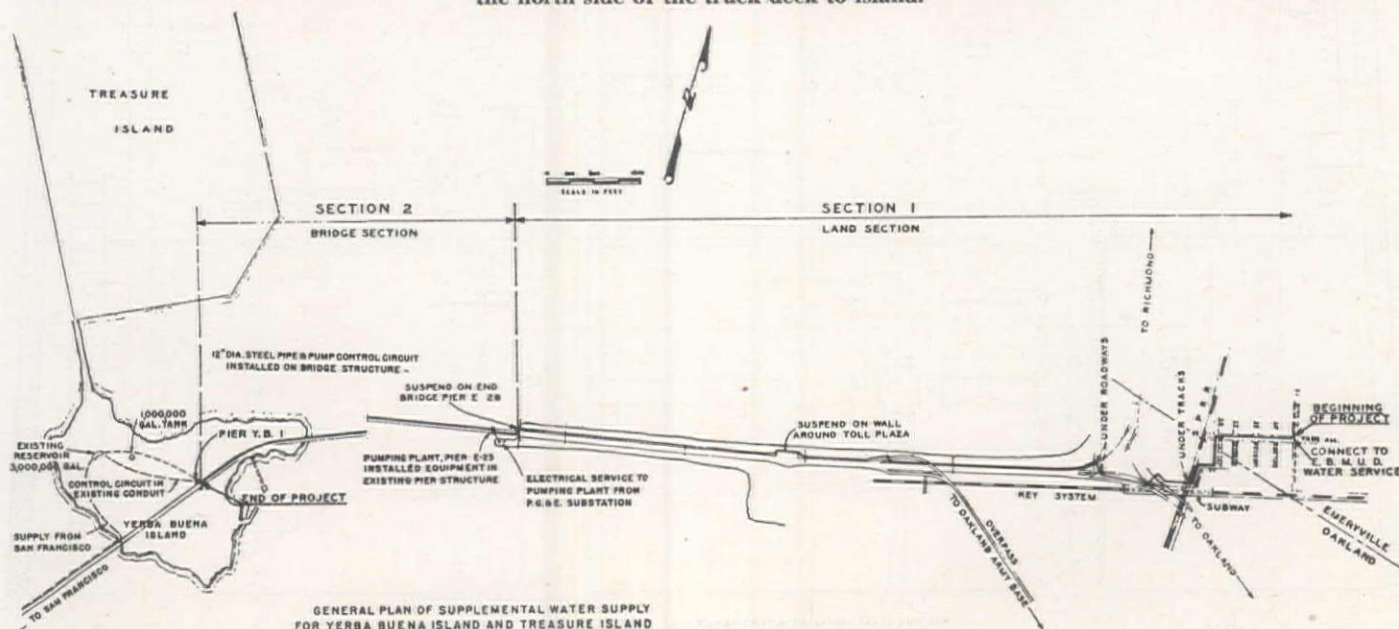 the north side of the truck deck to island.
TREASURE
ISLAND
SCALE IN FEET
SECTION 2
BRIDGE SECTION
SECTION 1
LAND SECTION
TO RICHMOND
12" DIA. STEEL PIPE & PUMP CONTROL CIRCUIT
INSTALLED ON BRIDGE STRUCTURE
SUSPEND ON END
BRIDGE PIER E 28
1,000,000
GAL. TANK
PIER Y.B. 1
EXISTING
RESERVOIR
3,000,000 GAL.
CONTROL CIRCUIT IN
EXISTING CONDUIT
END OF PROJECT
YERBA BUENA
ISLAND
SUPPLY FROM
SAN FRANCISCO
TO SAN FRANCISCO
PUMPING PLANT, PIER E-23
INSTALLED EQUIPMENT IN
EXISTING PIER STRUCTURE
ELECTRICAL SERVICE TO
PUMPING PLANT FROM
P.G.&E. SUBSTATION
SUSPEND ON WALL
AROUND TOLL PLAZA
UNDER ROADWAYS
UNDER TRACKS
S.P.R.R.
BEGINNING
OF PROJECT
CONNECT TO
E.B.M.U.D.
WATER SERVICE
KEY SYSTEM
SUBWAY
OVERPASS
TO OAKLAND ARMY BASE
TO OAKLAND
EMERYVILLE
OAKLAND
GENERAL PLAN OF SUPPLEMENTAL WATER SUPPLY
FOR YERBA BUENA ISLAND AND TREASURE ISLAND